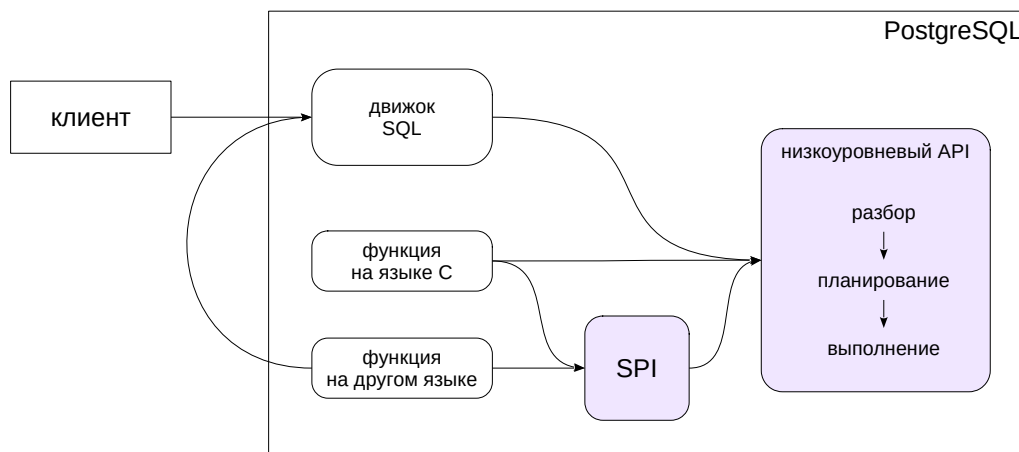 PostgreSQL
клиент
движок
SQL
низкоуровневый API
разбор
планирование
выполнение
функция
на языке C
функция
на другом языке
SPI